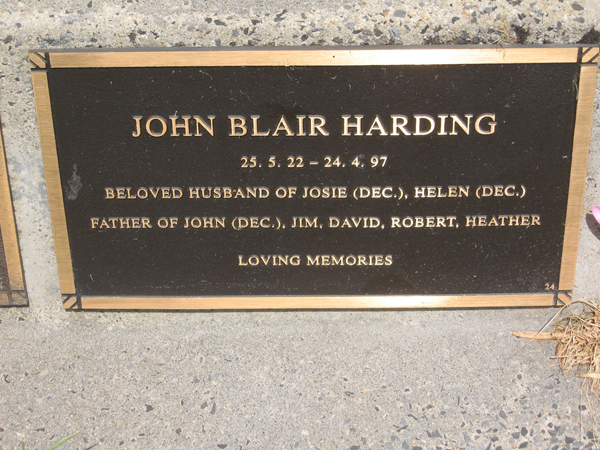 JOHN BLAIR HARDING
25. 5. 22 – 24. 4. 97
BELOVED HUSBAND OF JOSIE (DEC.), HELEN (DEC.)
FATHER OF JOHN (DEC.), JIM, DAVID, ROBERT, HEATHER
LOVING MEMORIES
24